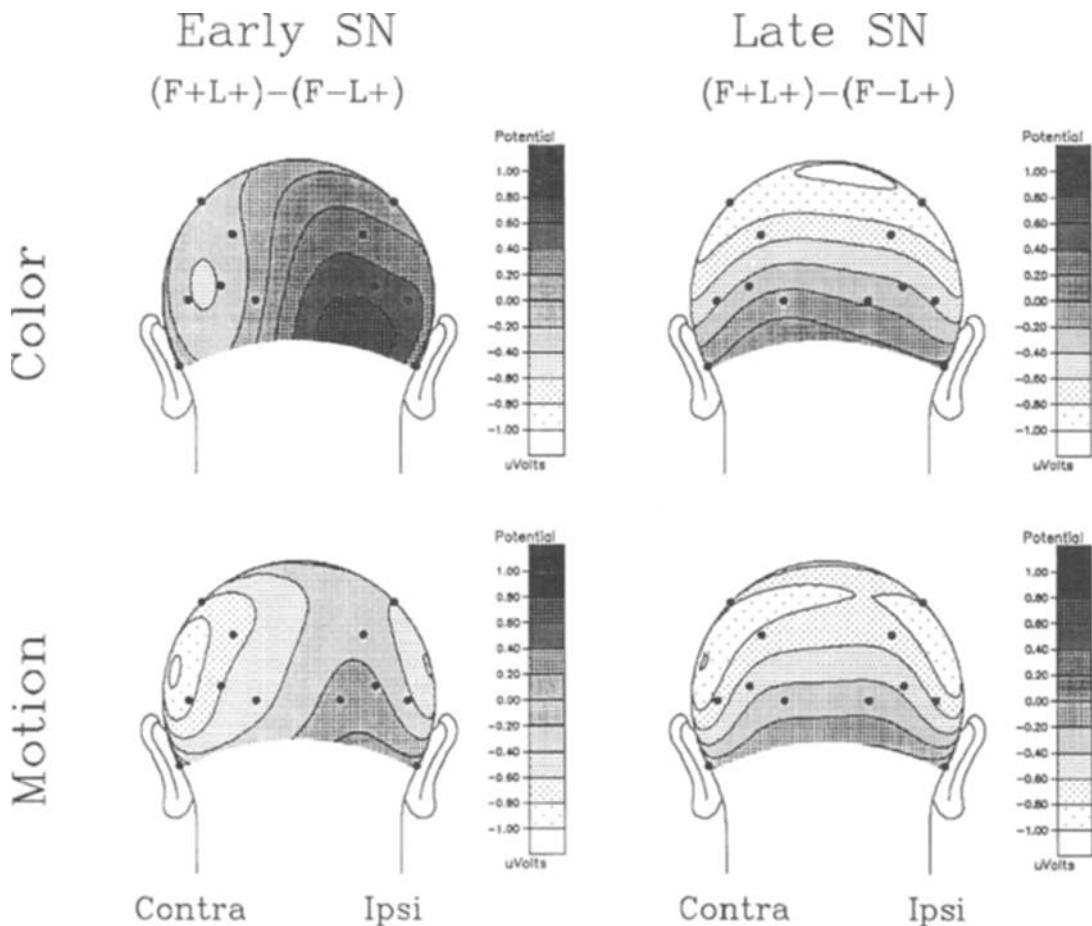 Early SN
(F+L+)-(F-L+)
Late SN
(F+L+)-(F-L+)
Color
Potential
1.00
0.80
0.60
0.40
0.20
0.00
-0.20
-0.40
-0.60
-0.80
-1.00
uVolts
Potential
1.00
0.80
0.60
0.40
0.20
0.00
-0.20
-0.40
-0.60
-0.80
-1.00
uVolts
Motion
Potential
1.00
0.80
0.60
0.40
0.20
0.00
-0.20
-0.40
-0.60
-0.80
-1.00
uVolts
Potential
1.00
0.80
0.60
0.40
0.20
0.00
-0.20
-0.40
-0.60
-0.80
-1.00
uVolts
Contra
Ipsi
Contra
Ipsi